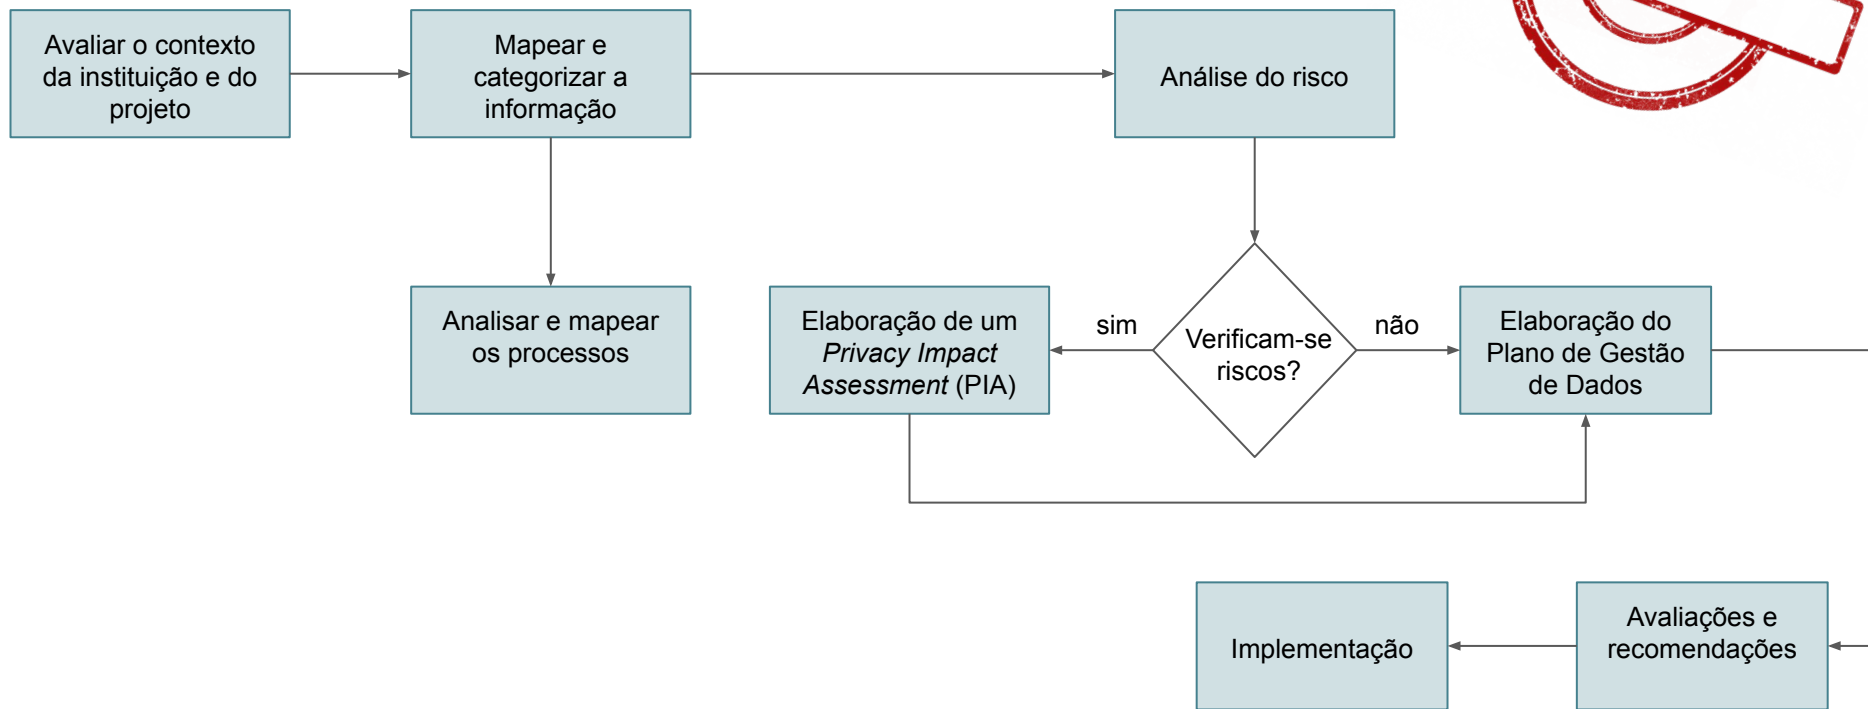 Avaliar o contexto
da instituição e do
projeto
Mapear e
categorizar a
informação
Análise do risco
Analisar e mapear
os processos
Elaboração de um
Privacy Impact
Assessment (PIA)
sim
Verificam-se
riscos?
não
Elaboração do
Plano de Gestão
de Dados
Implementação
Avaliações e
recomendações